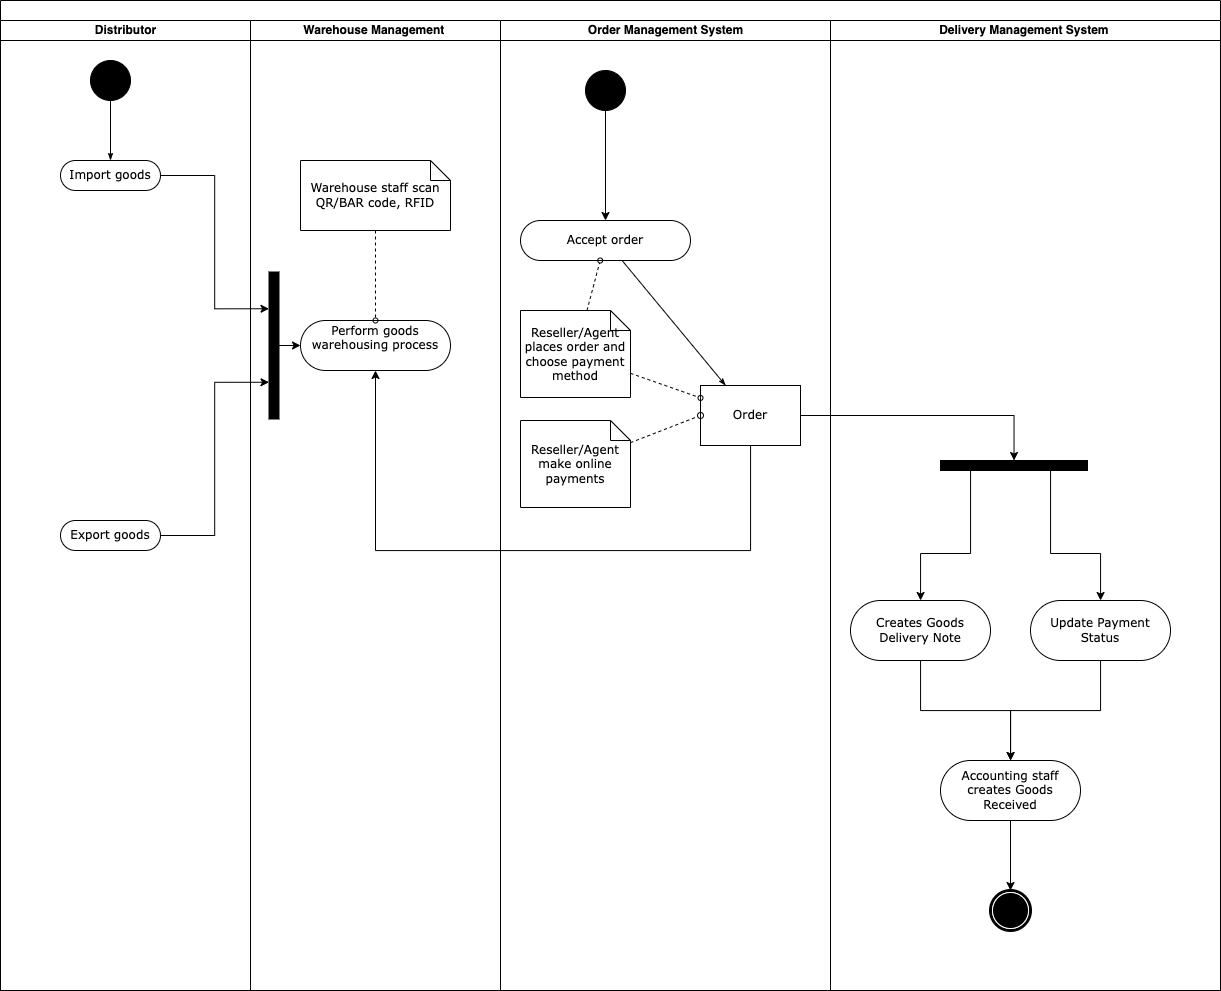 Distributor
Warehouse Management
Order Management System
Delivery Management System
Import goods
Warehouse staff scan
QR/BAR code, RFID
Accept order
Perform goods
warehousing process
Reseller/Agent
places order and
choose payment
method
Order
Reseller/Agent
make online
payments
Export goods
Creates Goods
Delivery Note
Update Payment
Status
Accounting staff
creates Goods
Received